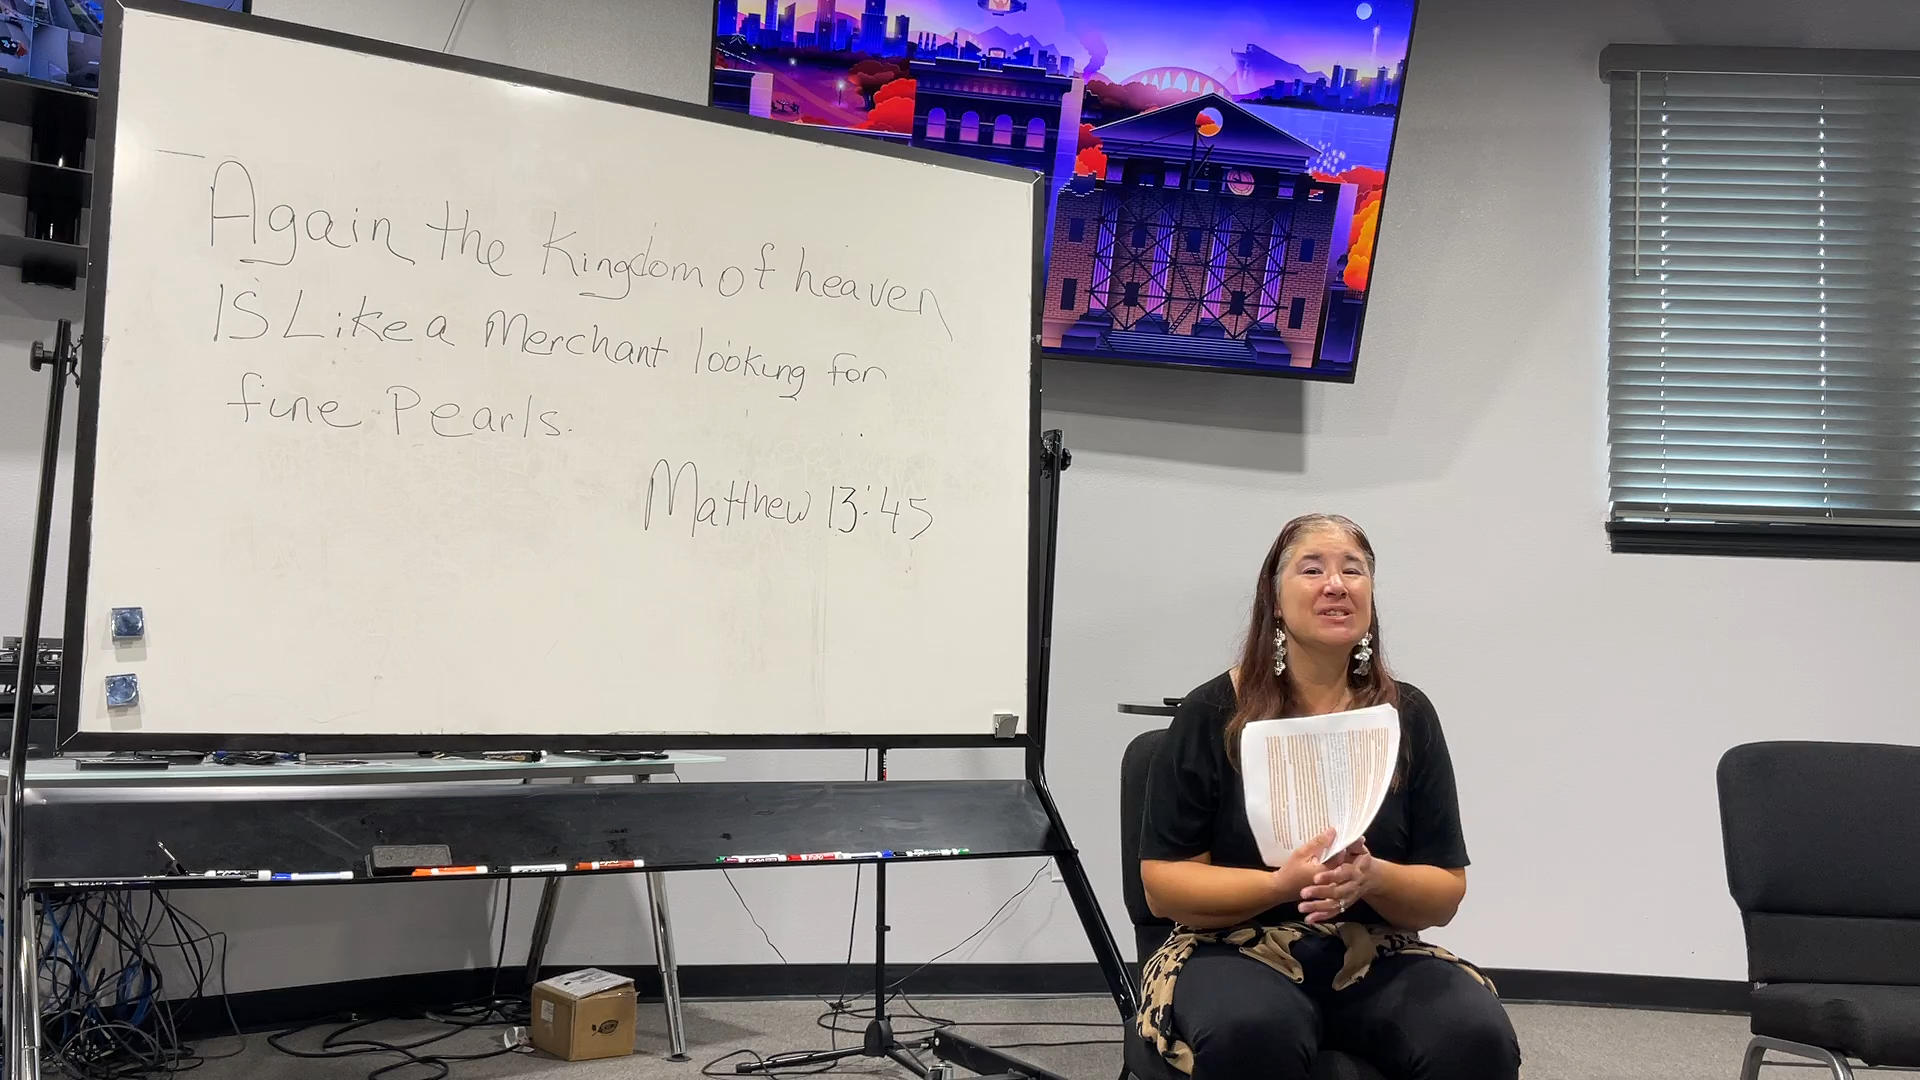 Again the Kingdom of heaven
Is Like a Merchant looking for
fine Pearls.
Matthew 13:45